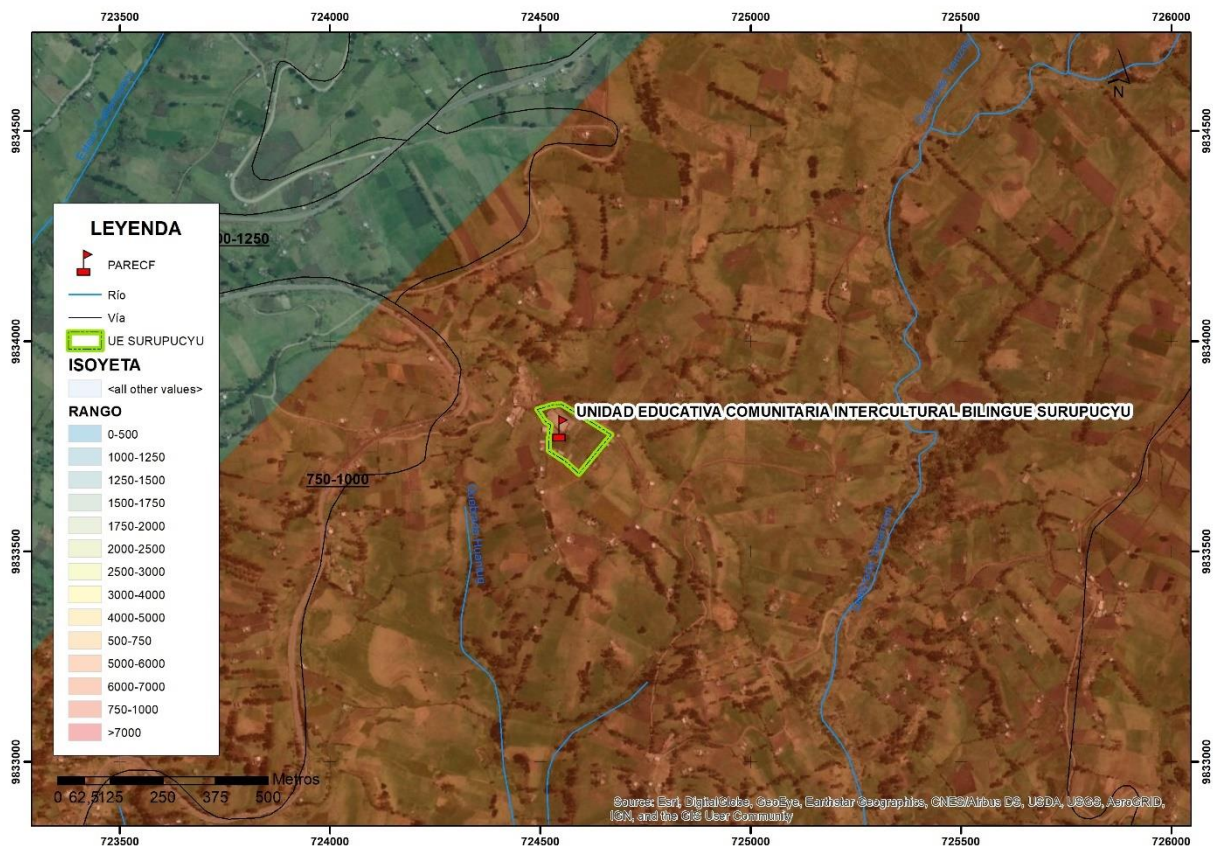 723500
724000
724500
725000
725500
726000
9834500
9834000
9833500
9833000
9834500
9834000
9833500
9833000
N
LEYENDA
PARECF
Río
Vía
UE SURUPUCYU
ISOYETA
<all other values>
RANGO
0-500
1000-1250
1250-1500
1500-1750
1750-2000
2000-2500
2500-3000
3000-4000
4000-5000
500-750
5000-6000
6000-7000
750-1000
>7000
00-1250
UNIDAD EDUCATIVA COMUNITARIA INTERCULTURAL BILINGUE SURUPUCYU
750-1000
Metros
0 62,5125 250 375 500
Source: Esri, DigitalGlobe, GeoEye, Earthstar Geographics, CNES/Airbus DS, USDA, USGS, AeroGRID,
IGN, and the GIS User Community
723500
724000
724500
725000
725500
726000